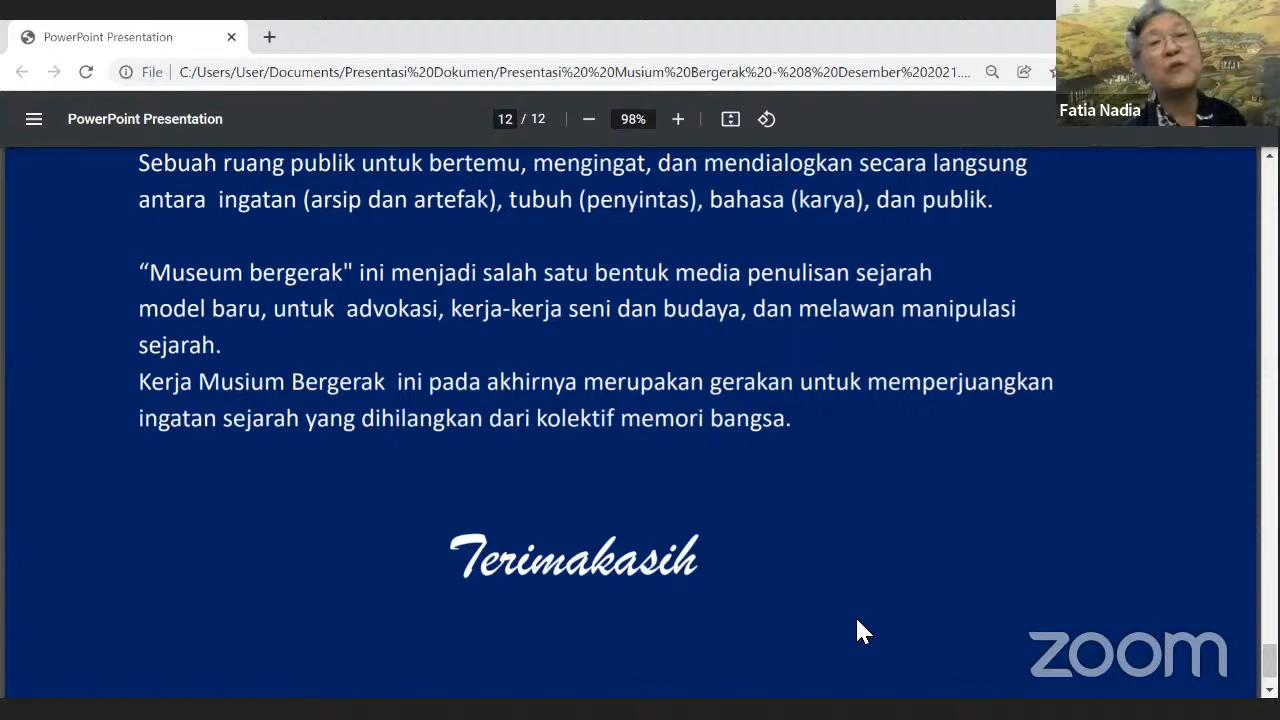 PowerPoint Presentation
File C:/Users/User/Documents/Presentasi%20Dokumen/Presentasi%20%20Musium%20Bergerak%20-%208%20Desember%202021....
Fatia Nadia
PowerPoint Presentation 12 / 12 98%
Sebuah ruang publik untuk bertemu, mengingat, dan mendialogkan secara langsung
antara ingatan (arsip dan artefak), tubuh (penyintas), bahasa (karya), dan publik.
“Museum bergerak" ini menjadi salah satu bentuk media penulisan sejarah
model baru, untuk advokasi, kerja-kerja seni dan budaya, dan melawan manipulasi
sejarah.
Kerja Musium Bergerak ini pada akhirnya merupakan gerakan untuk memperjuangkan
ingatan sejarah yang dihilangkan dari kolektif memori bangsa.
Terimakasih
zoom